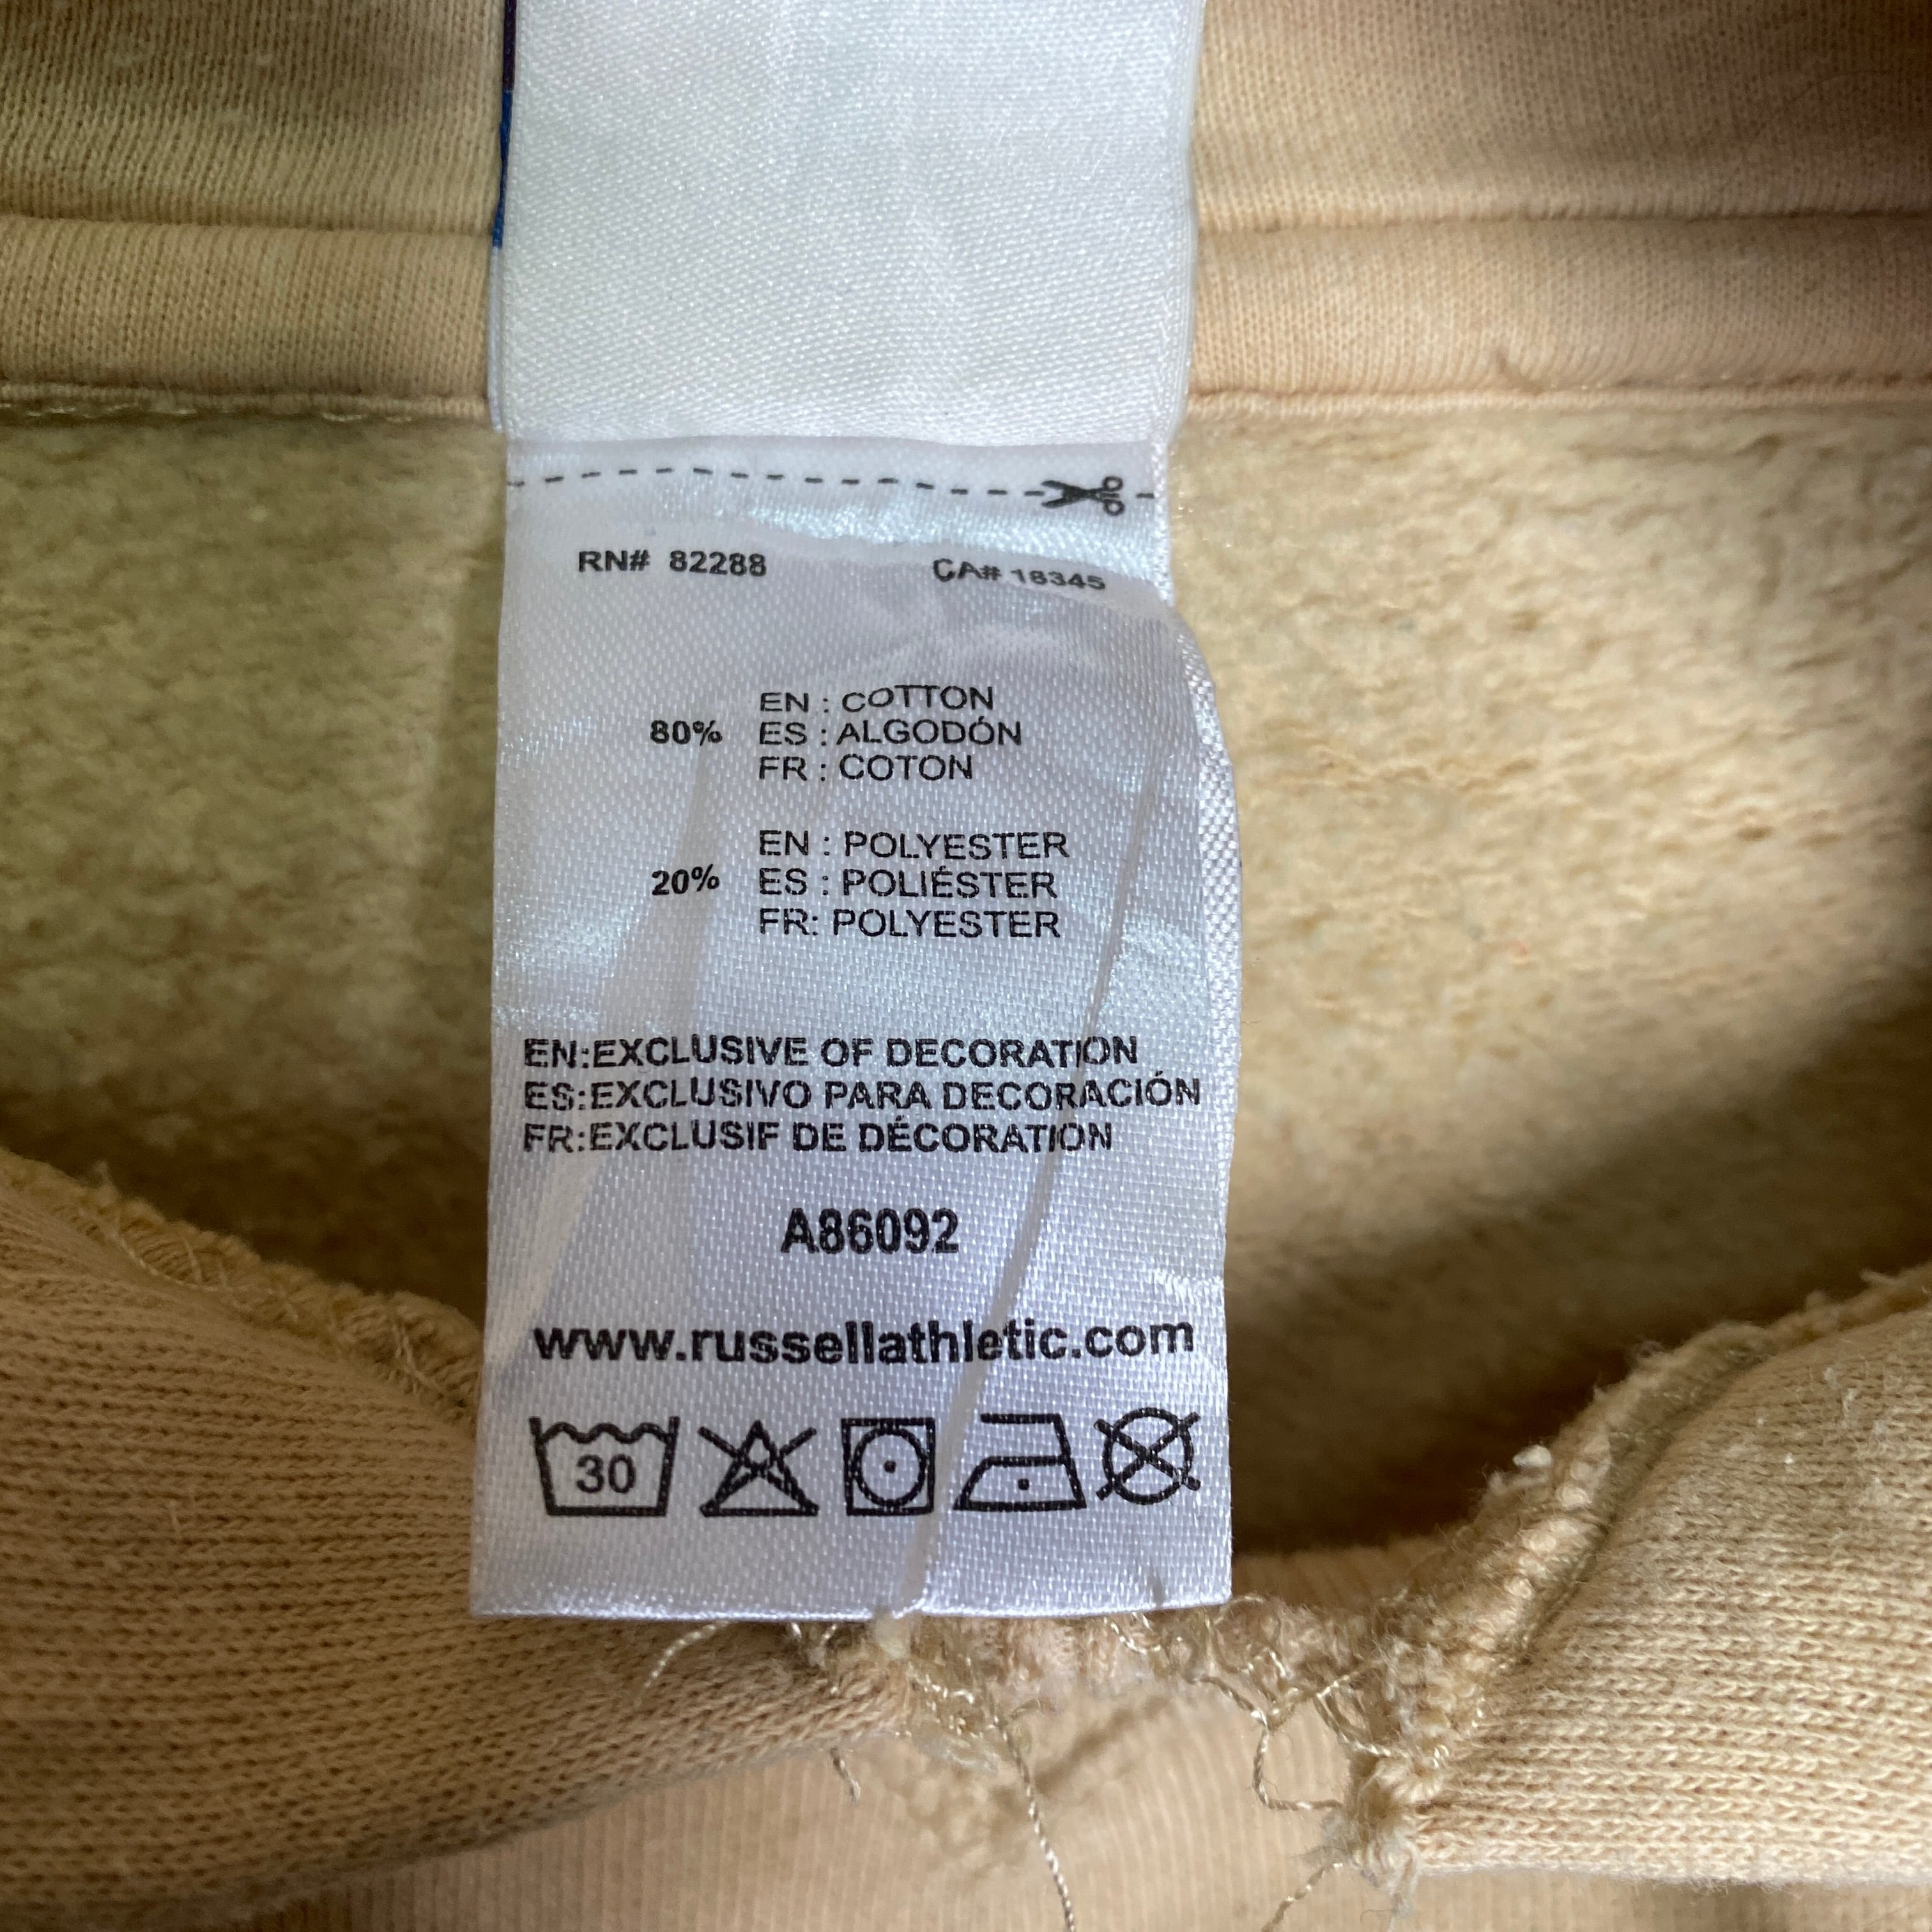 RN# 82288 CA# 18345
EN : COTTON
80% ES : ALGODÓN
FR : COTON
EN : POLYESTER
20% ES : POLIÉSTER
FR: POLYESTER
EN:EXCLUSIVE OF DECORATION
ES:EXCLUSIVO PARA DECORACIÓN
FR:EXCLUSIF DE DÉCORATION
A86092
www.russellathletic.com
30